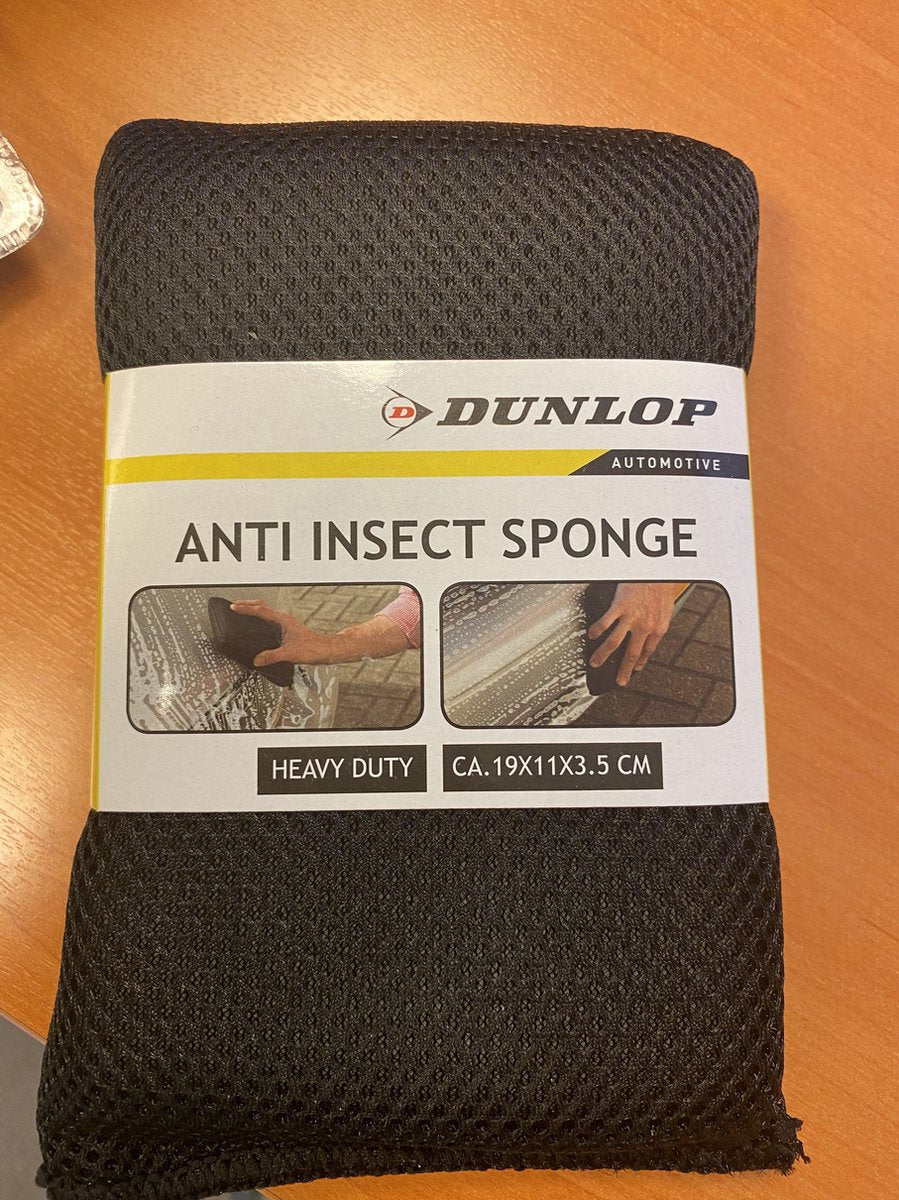 D DUNLOP
AUTOMOTIVE
ANTI INSECT SPONGE
HEAVY DUTY
CA.19X11X3.5 CM